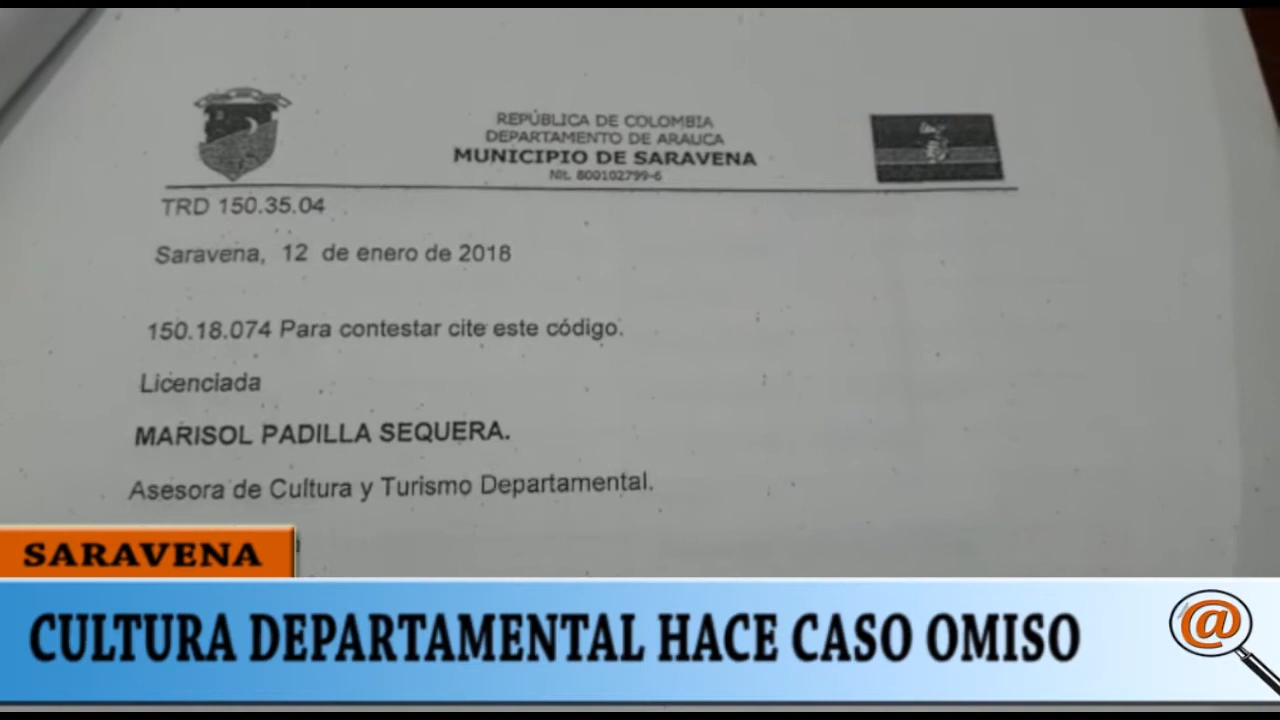 REPÚBLICA DE COLOMBIA
DEPARTAMENTO DE ARAUCA
MUNICIPIO DE SARAVENA
Nit. 800102799-6
TRD 150.35.04
Saravena, 12 de enero de 2018
150.18.074 Para contestar cite este código.
Licenciada
MARISOL PADILLA SEQUERA.
Asesora de Cultura y Turismo Departamental.
SARAVENA
CULTURA DEPARTAMENTAL HACE CASO OMISO
@